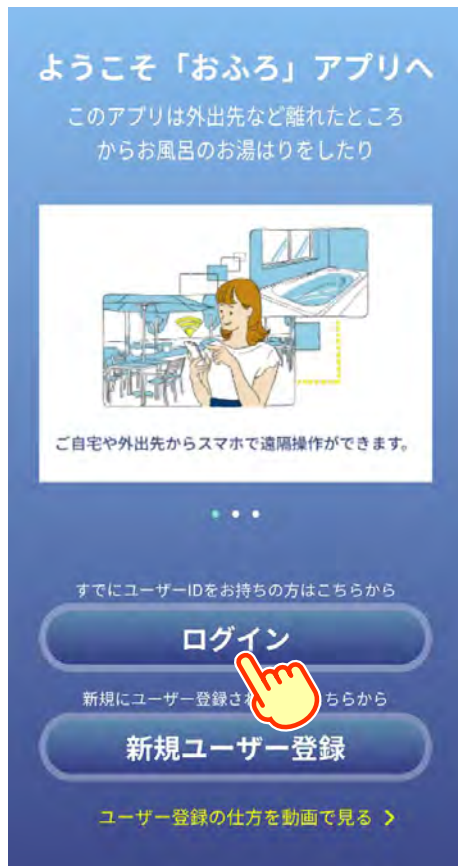 ようこそ「おふろ」アプリへ
このアプリは外出先など離れたところ
からお風呂のお湯はりをしたり
ご自宅や外出先からスマホで遠隔操作ができます。
すでにユーザーIDをお持ちの方はこちらから
ログイン
新規にユーザー登録さ ちらから
新規ユーザー登録
ユーザー登録の仕方を動画で見る >